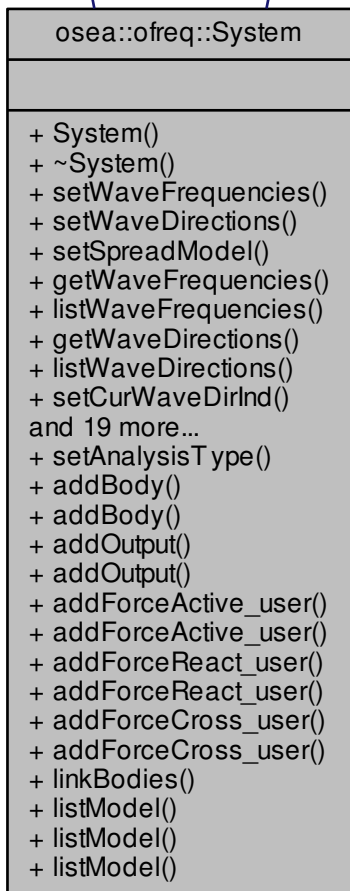 osea::ofreq::System
+ System()
+ ~System()
+ setWaveFrequencies()
+ setWaveDirections()
+ setSpreadModel()
+ getWaveFrequencies()
+ listWaveFrequencies()
+ getWaveDirections()
+ listWaveDirections()
+ setCurWaveDirInd()
and 19 more...
+ setAnalysisType()
+ addBody()
+ addBody()
+ addOutput()
+ addOutput()
+ addForceActive_user()
+ addForceActive_user()
+ addForceReact_user()
+ addForceReact_user()
+ addForceCross_user()
+ addForceCross_user()
+ linkBodies()
+ listModel()
+ listModel()
+ listModel()